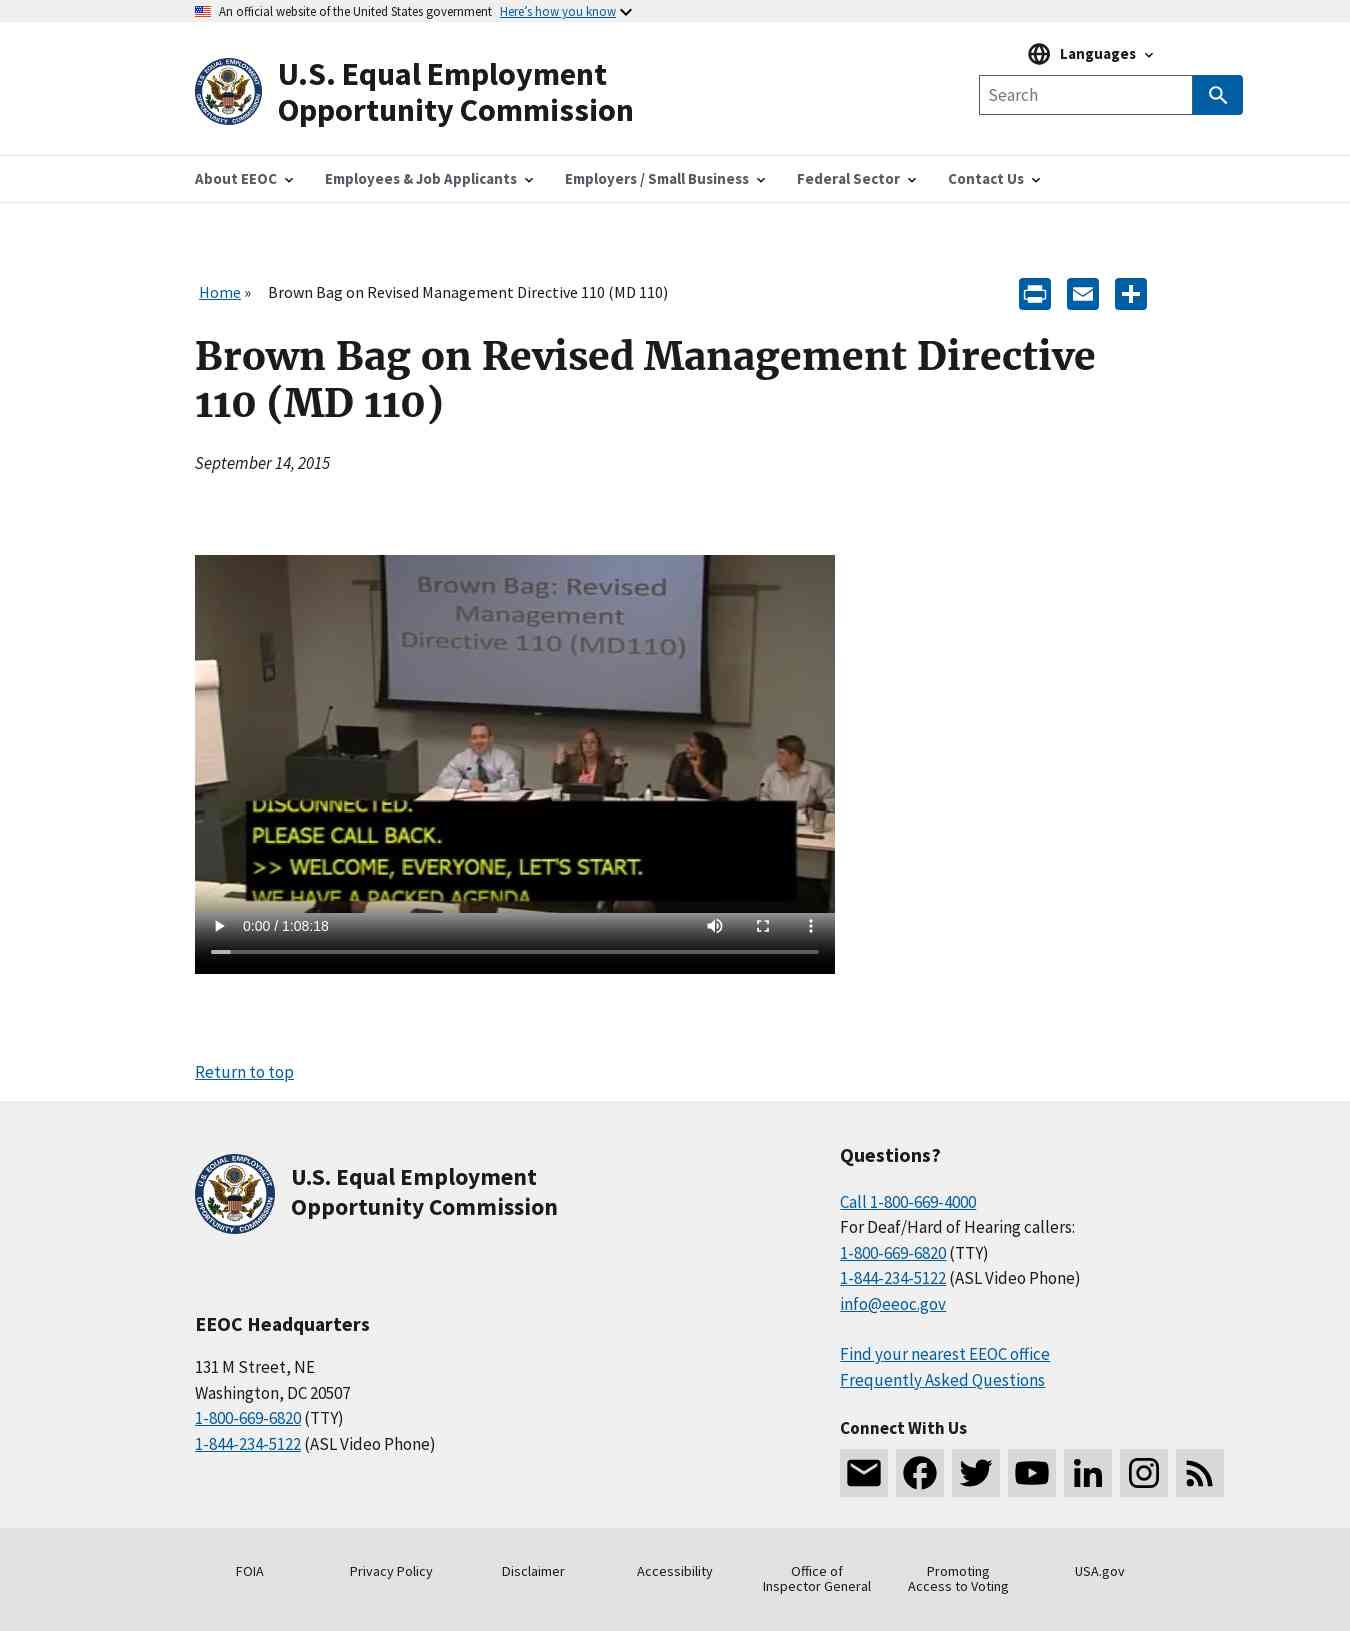 An official website of the United States government Here’s how you know
U.S. Equal Employment
Opportunity Commission
Languages
Search
About EEOC
Employees & Job Applicants
Employers / Small Business
Federal Sector
Contact Us
Home »
Brown Bag on Revised Management Directive 110 (MD 110)
Brown Bag on Revised Management Directive
110 (MD 110)
September 14, 2015
Brown Bag: Revised
Management
Directive 110 (MD110)
DISCONNECTED.
PLEASE CALL BACK.
>> WELCOME, EVERYONE, LET'S START.
WE HAVE A PACKED AGENDA
0:00 / 1:08:18
Return to top
U.S. Equal Employment
Opportunity Commission
EEOC Headquarters
131 M Street, NE
Washington, DC 20507
1-800-669-6820 (TTY)
1-844-234-5122 (ASL Video Phone)
Questions?
Call 1-800-669-4000
For Deaf/Hard of Hearing callers:
1-800-669-6820 (TTY)
1-844-234-5122 (ASL Video Phone)
info@eeoc.gov
Find your nearest EEOC office
Frequently Asked Questions
Connect With Us
FOIA
Privacy Policy
Disclaimer
Accessibility
Office of
Inspector General
Promoting
Access to Voting
USA.gov